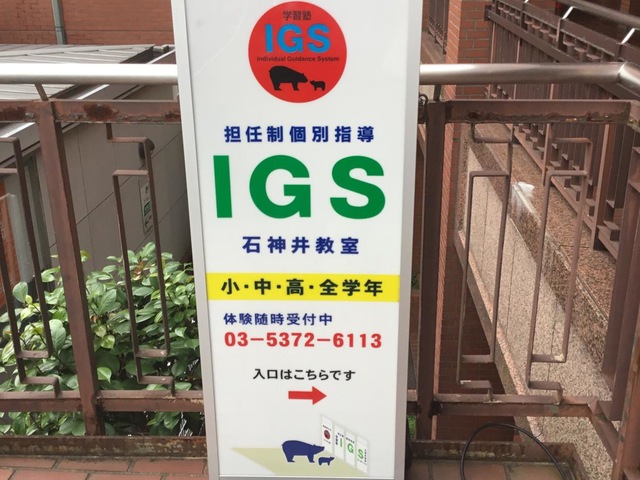 学習塾
IGS
Individual Guidance System
担任制個別指導
IGS
石神井教室
小・中・高・全学年
体験随時受付中
03-5372-6113
入口はこちらです
IGS